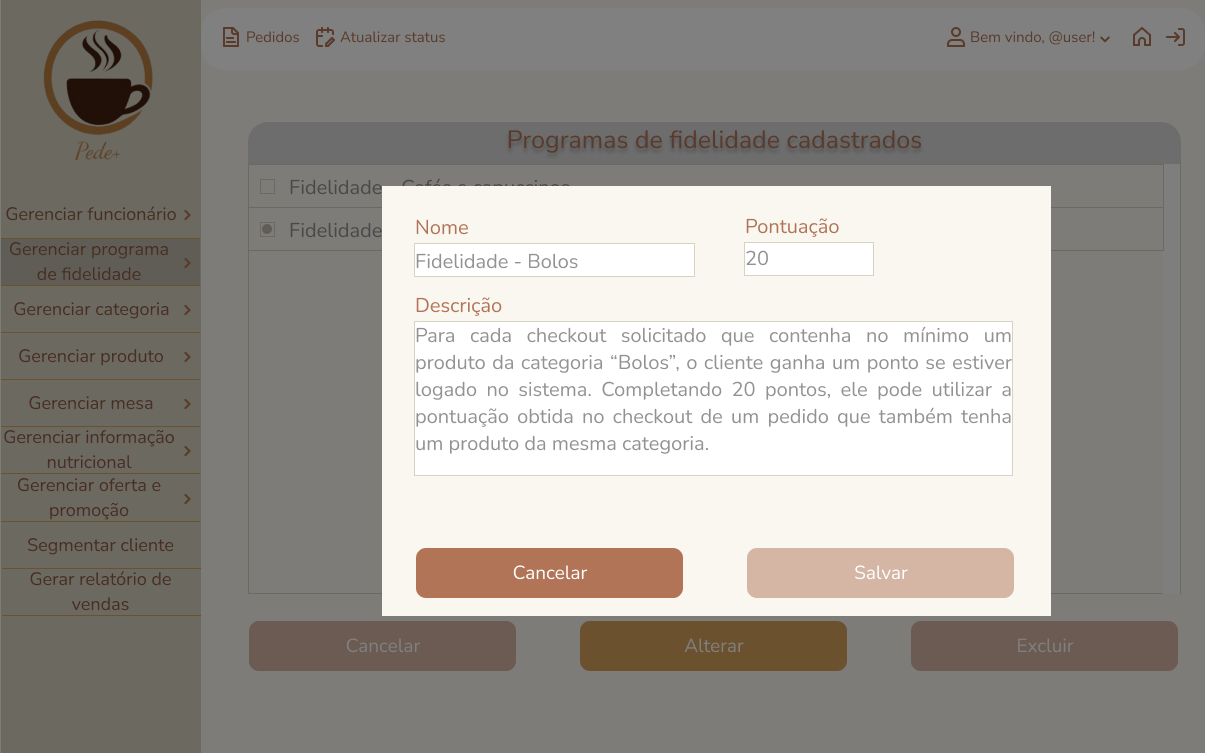 Pedidos
Atualizar status
Bem vindo, @user!
Pede+
Gerenciar funcionário
Gerenciar programa
de fidelidade
Gerenciar categoria
Gerenciar produto
Gerenciar mesa
Gerenciar informação
nutricional
Gerenciar oferta e
promoção
Segmentar cliente
Gerar relatório de
vendas
Programas de fidelidade cadastrados
Fidelidade - Cafés e capuccinos
Fidelidade
Nome
Pontuação
Fidelidade - Bolos
20
Descrição
Para cada checkout solicitado que contenha no mínimo um
produto da categoria “Bolos”, o cliente ganha um ponto se estiver
logado no sistema. Completando 20 pontos, ele pode utilizar a
pontuação obtida no checkout de um pedido que também tenha
um produto da mesma categoria.
Cancelar
Salvar
Cancelar
Alterar
Excluir